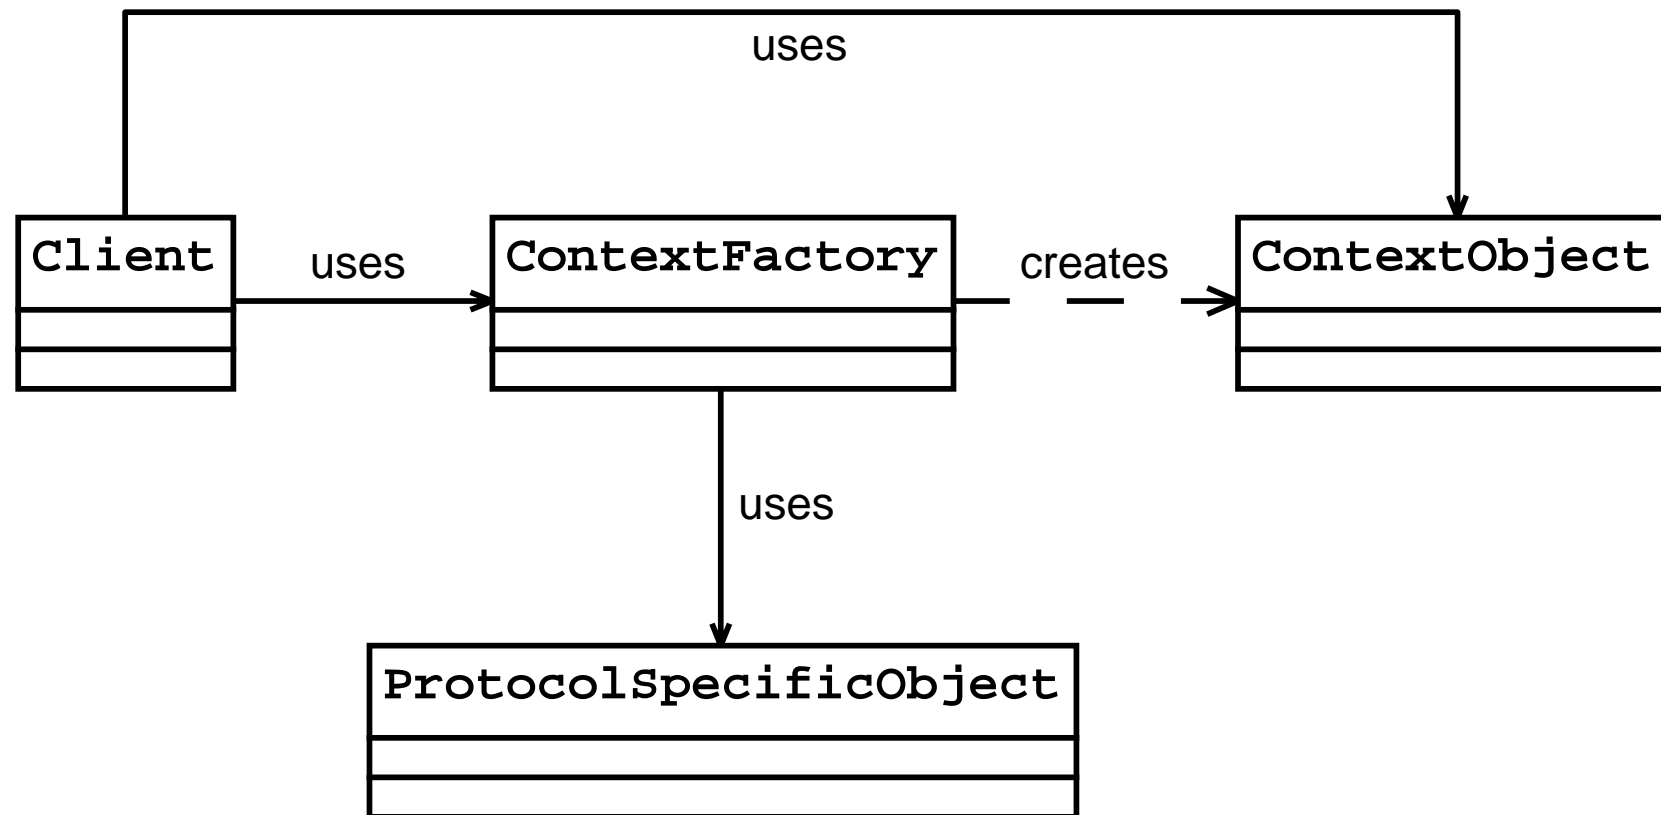 uses
Client
uses
ContextFactory
creates
ContextObject
uses
ProtocolSpecificObject